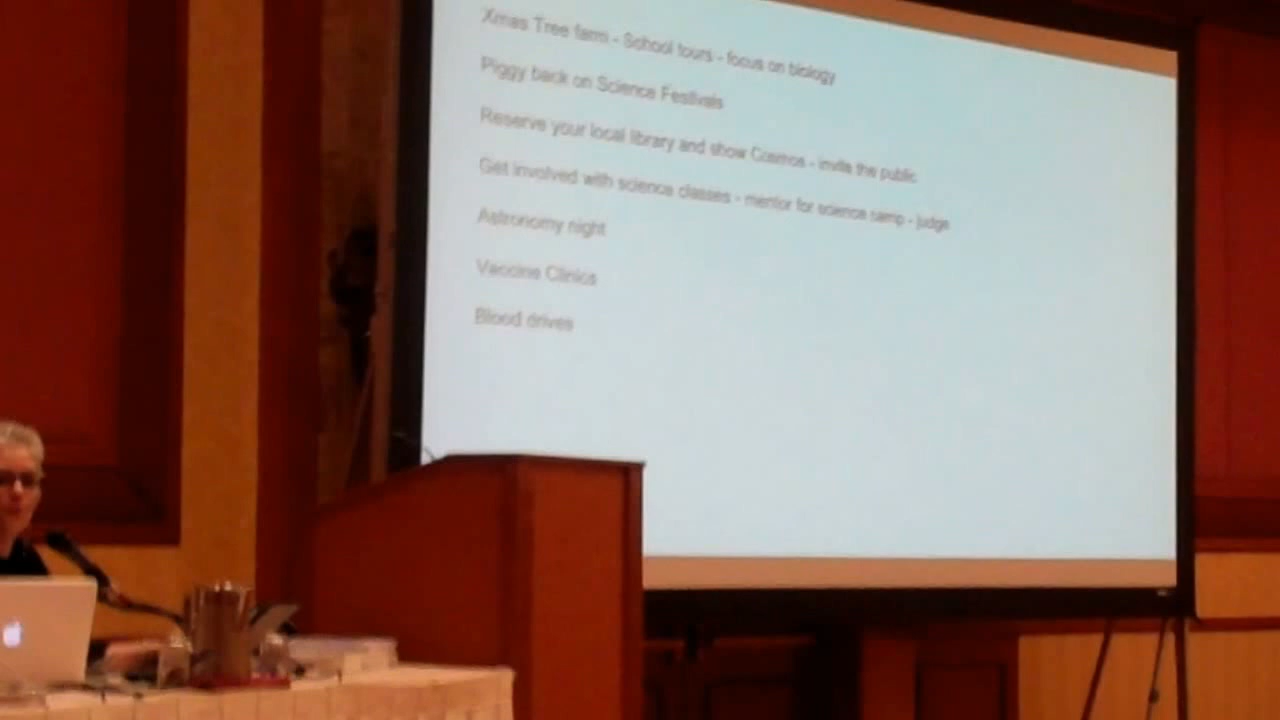 Xmas Tree farm - School tours - focus on biology
Piggy back on Science Festivals
Reserve your local library and show Cosmos - invite the public
Get involved with science classes - mentor for science camp - judge
Astronomy night
Vaccine Clinics
Blood drives